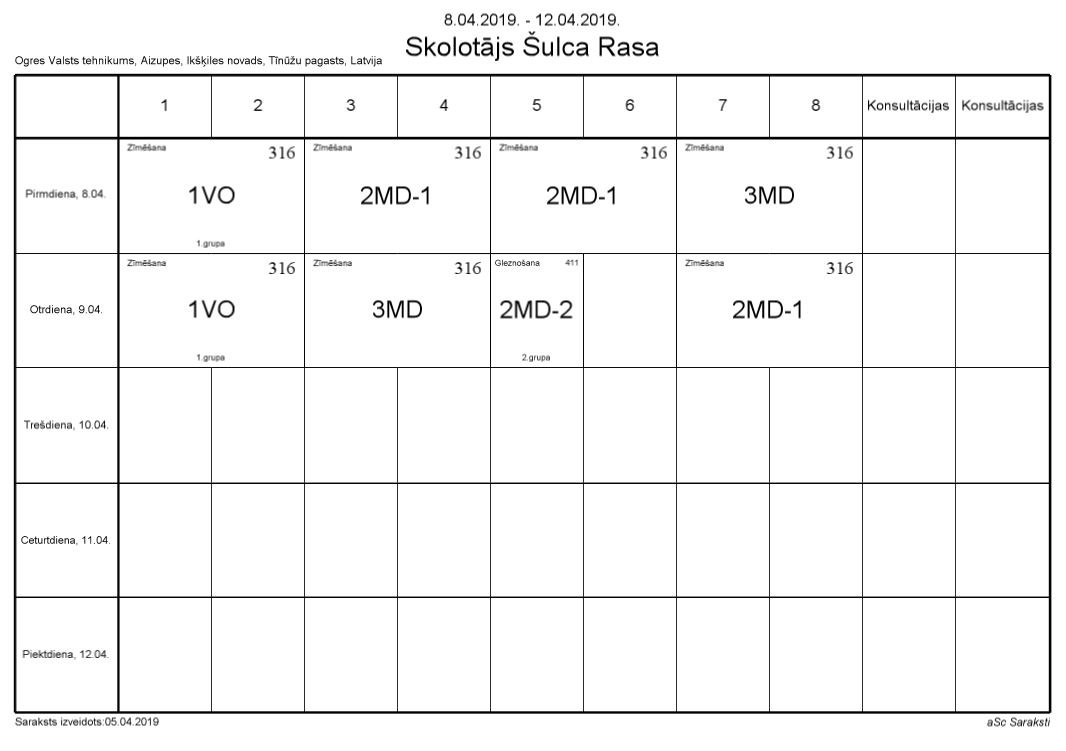 8.04.2019. - 12.04.2019.
Skolotājs Šulca Rasa
Ogres Valsts tehnikums, Aizupes, Ikšķiles novads, Tīnūžu pagasts, Latvija
1 2 3 4 5 6 7 8 Konsultācijas Konsultācijas
Zīmēšana 316 Zīmēšana 316 Zīmēšana 316 Zīmēšana 316
Pirmdiena, 8.04. 1VO 2MD-1 2MD-1 3MD
1.grupa
Zīmēšana 316 Zīmēšana 316 Gleznošana 411 Zīmēšana 316
Otrdiena, 9.04. 1VO 3MD 2MD-2 2MD-1
1.grupa 2.grupa
Trešdiena, 10.04.
Ceturtdiena, 11.04.
Piektdiena, 12.04.
Saraksts izveidots:05.04.2019 aSc Saraksti